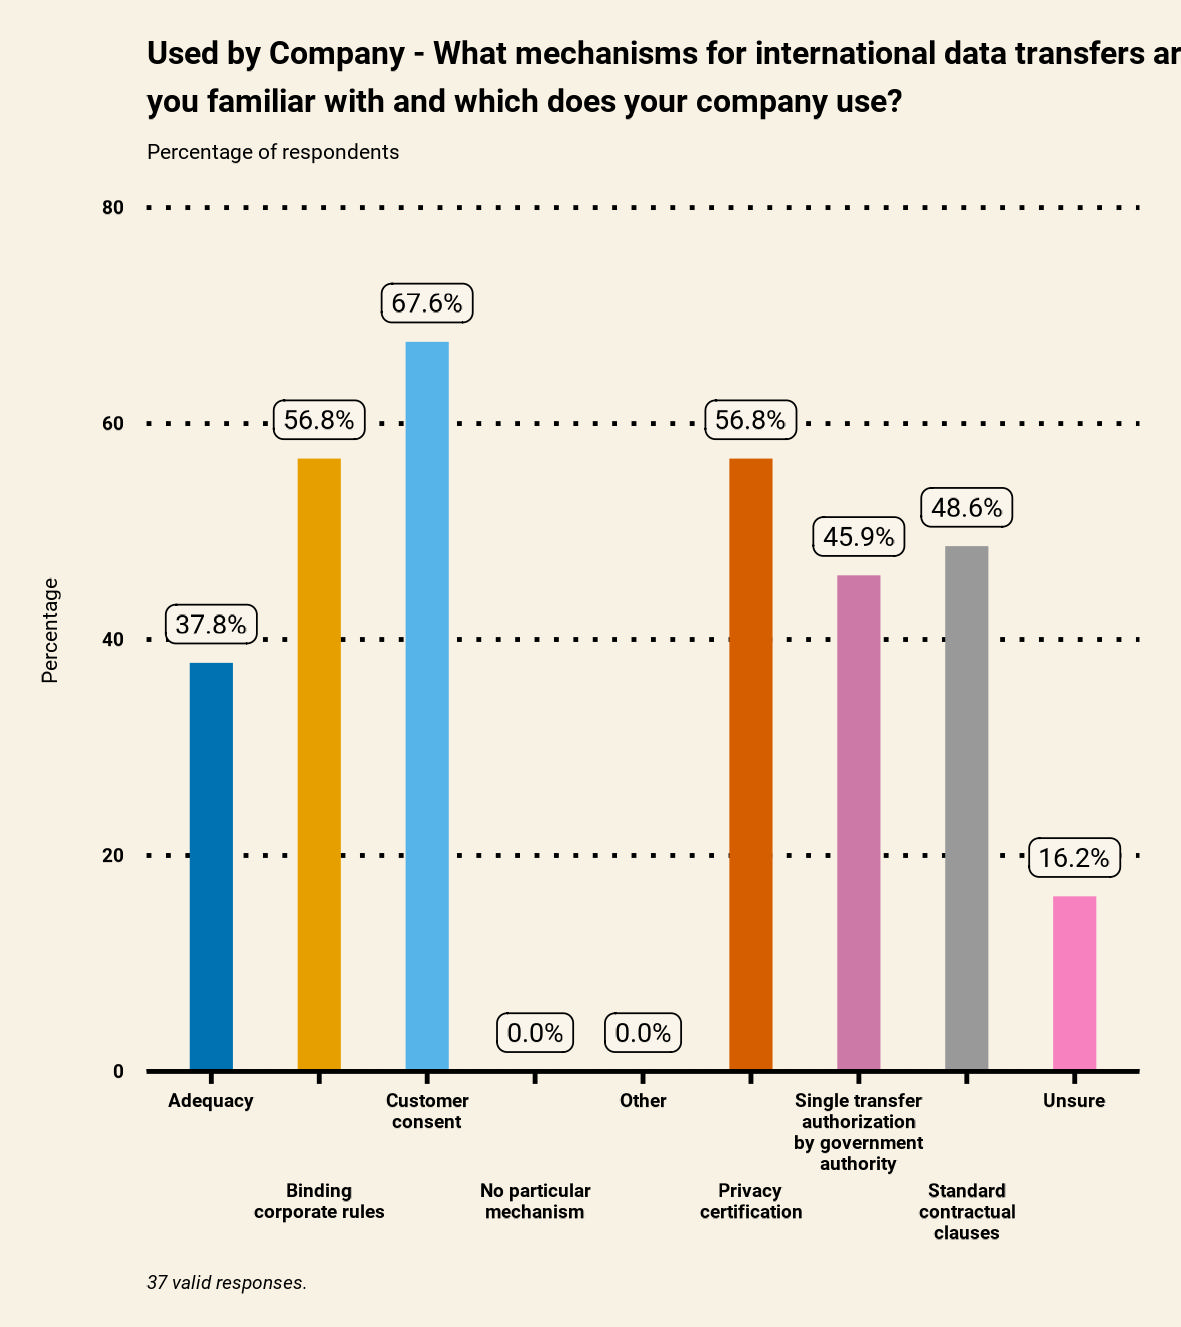 Used by Company - What mechanisms for international data transfers ar
you familiar with and which does your company use?
Percentage of respondents
80
60
40
20
0
Percentage
37.8%
56.8%
67.6%
0.0%
0.0%
56.8%
45.9%
48.6%
16.2%
Adequacy
Binding
corporate rules
Customer
consent
No particular
mechanism
Other
Privacy
certification
Single transfer
authorization
by government
authority
Standard
contractual
clauses
Unsure
37 valid responses.